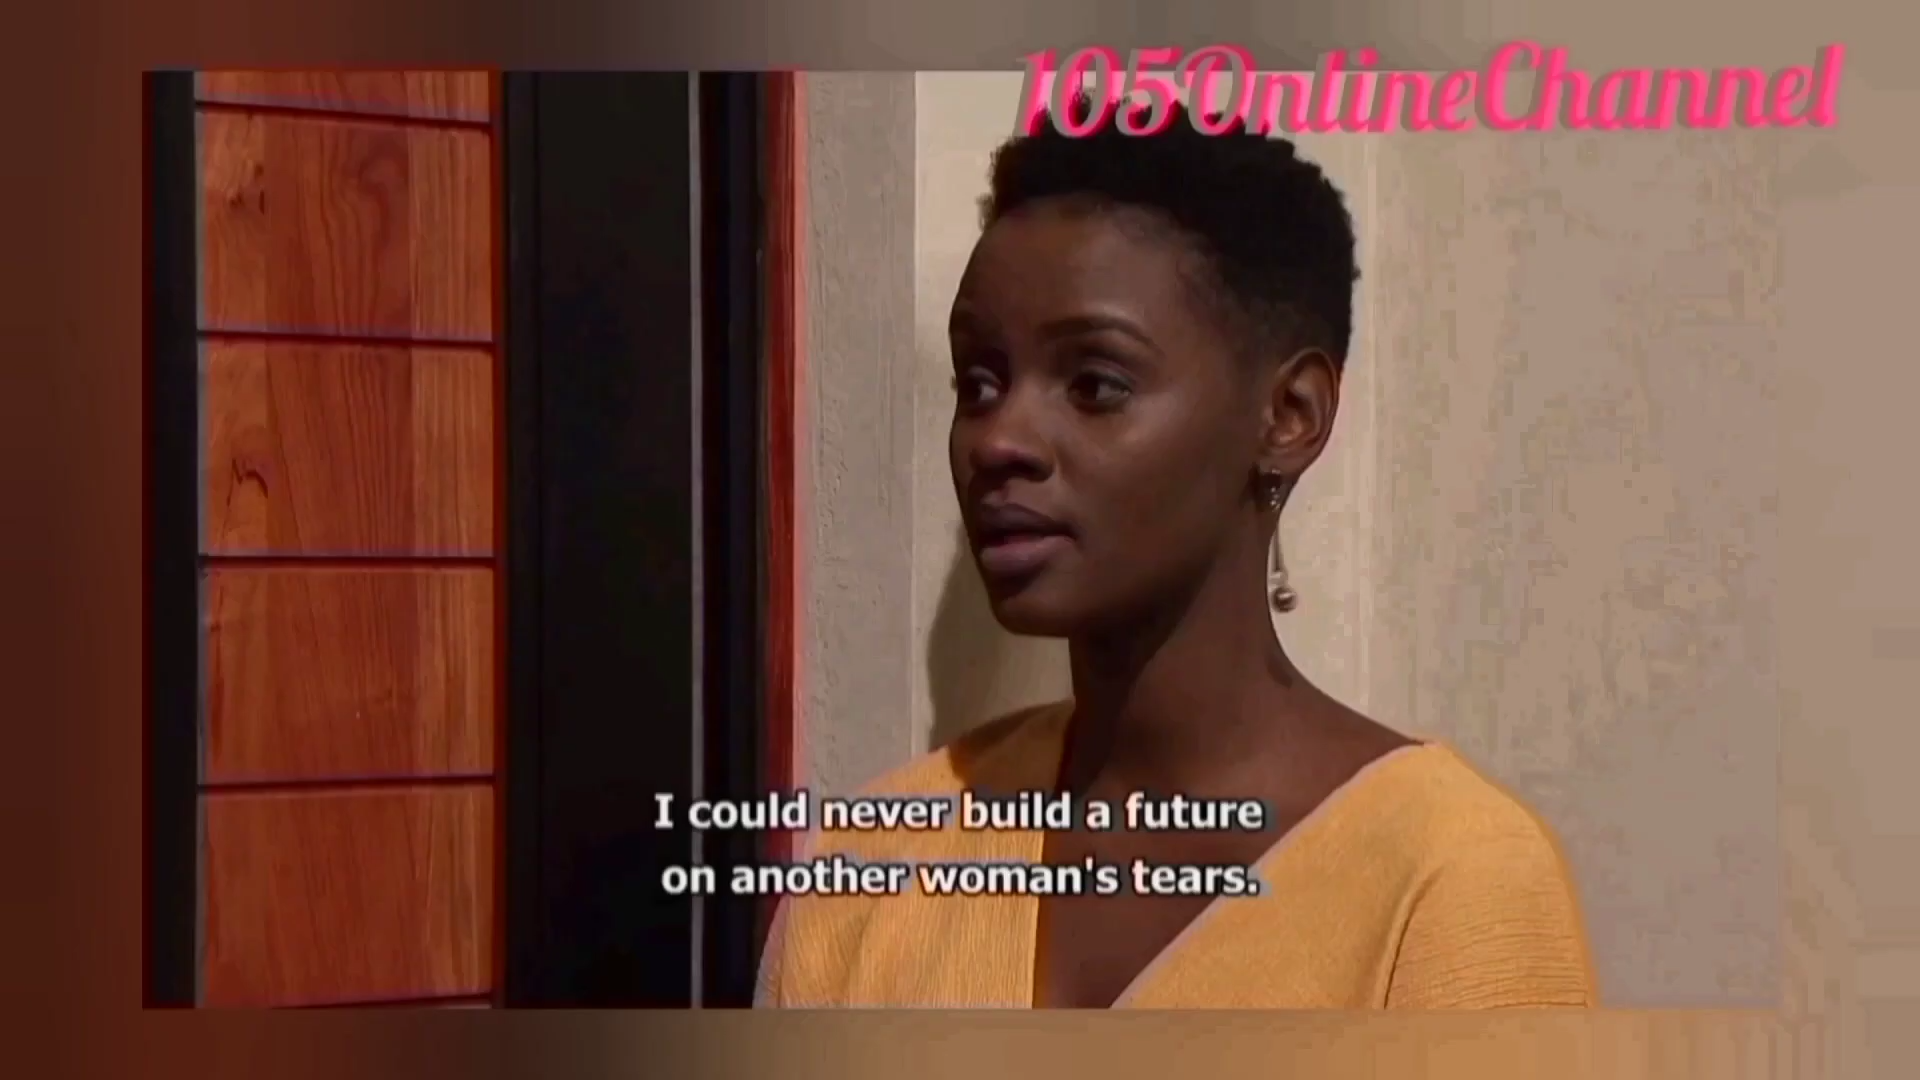 105OnlineChannel
I could never build a future
on another woman's tears.